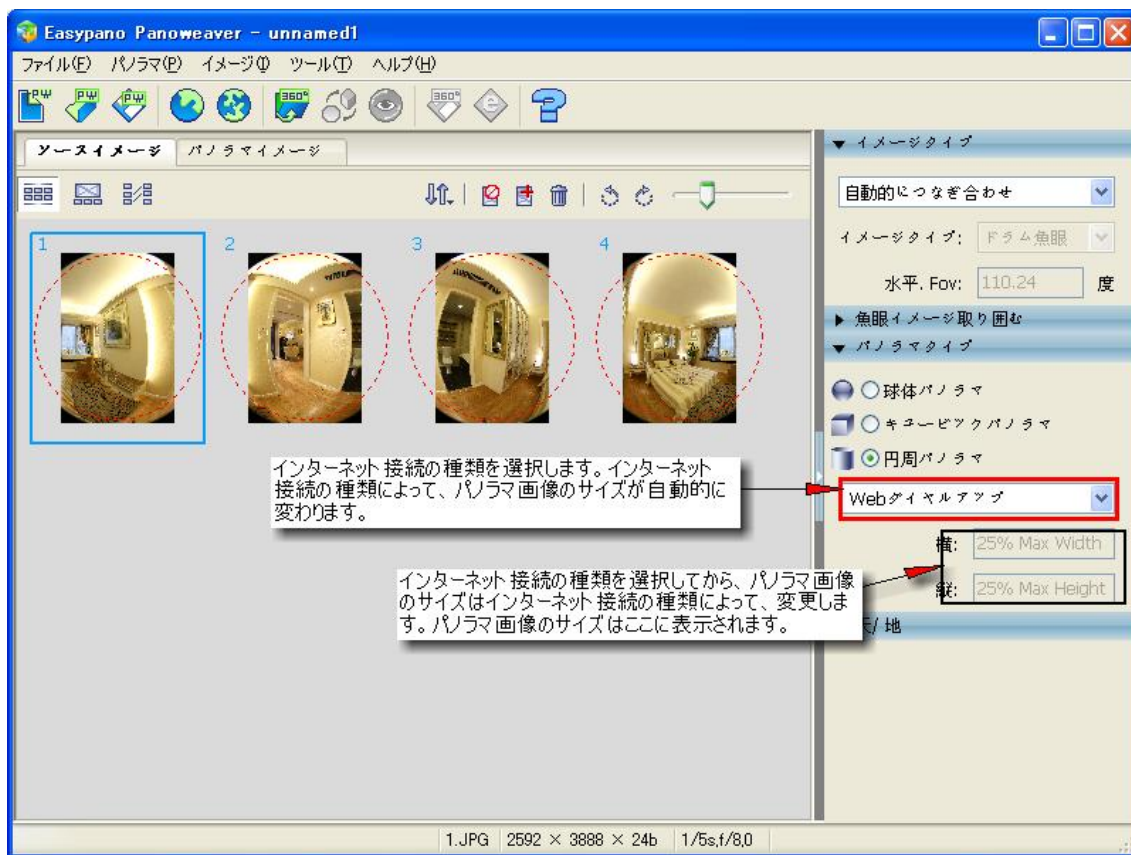 Easypano Panoweaver - unnamed1
ファイル(F) パノラマ(P) イメージ(I) ツール(T) ヘルプ(H)
ソースイメージ パノラマイメージ
1 2 3 4
インターネット接続の種類を選択します。インターネット
接続の種類によって、パノラマ画像のサイズが自動的に
変わります。
インターネット接続の種類を選択してから、パノラマ画像
のサイズはインターネット接続の種類によって、変更しま
す。パノラマ画像のサイズはここに表示されます。
イメージタイプ
自動的につなぎ合わせ
イメージタイプ: ドラム魚眼
水平. Fov: 110.24 度
魚眼イメージ取り囲む
パノラマタイプ
球体パノラマ
キュービックパノラマ
円周パノラマ
Webダイヤルアップ
横: 25% Max Width
縦: 25% Max Height
天/ 地
1.JPG 2592 × 3888 × 24b 1/5s,f/8,0